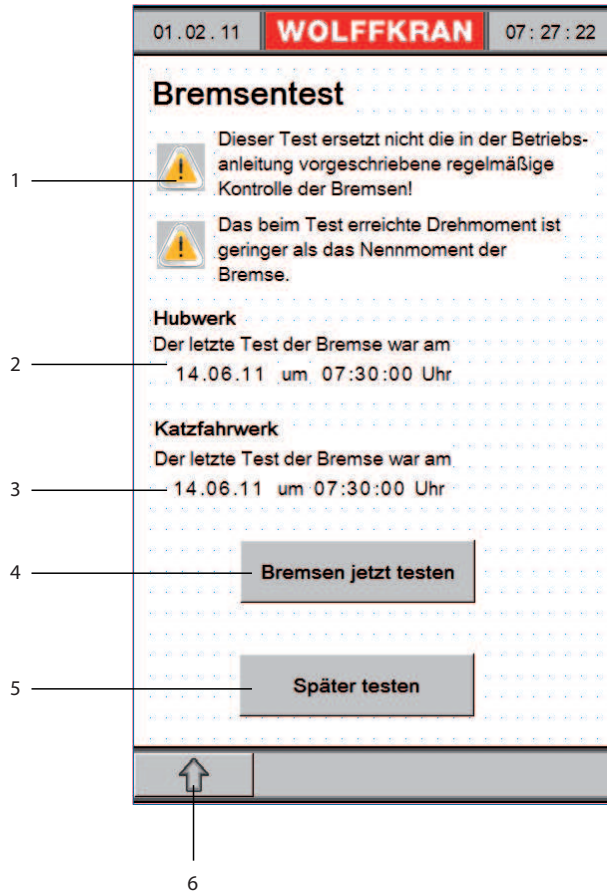 01.02.11 WOLFFKRAN 07:27:22
Bremsentest
Dieser Test ersetzt nicht die in der Betriebs-
anleitung vorgeschriebene regelmäßige
Kontrolle der Bremsen!
1
Das beim Test erreichte Drehmoment ist
geringer als das Nennmoment der
Bremse.
Hubwerk
Der letzte Test der Bremse war am
2
14.06.11 um 07:30:00 Uhr
Katzfahrwerk
Der letzte Test der Bremse war am
3
14.06.11 um 07:30:00 Uhr
4
Bremsen jetzt testen
5
Später testen
6